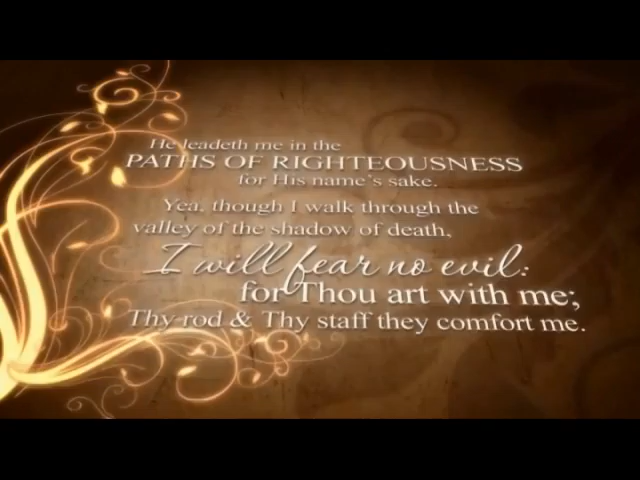 He leadeth me in the
PATHS OF RIGHTEOUSNESS
for His name's sake.
Yea, though I walk through the
valley of the shadow of death,
I will fear no evil:
for Thou art with me;
Thy rod & Thy staff they comfort me.